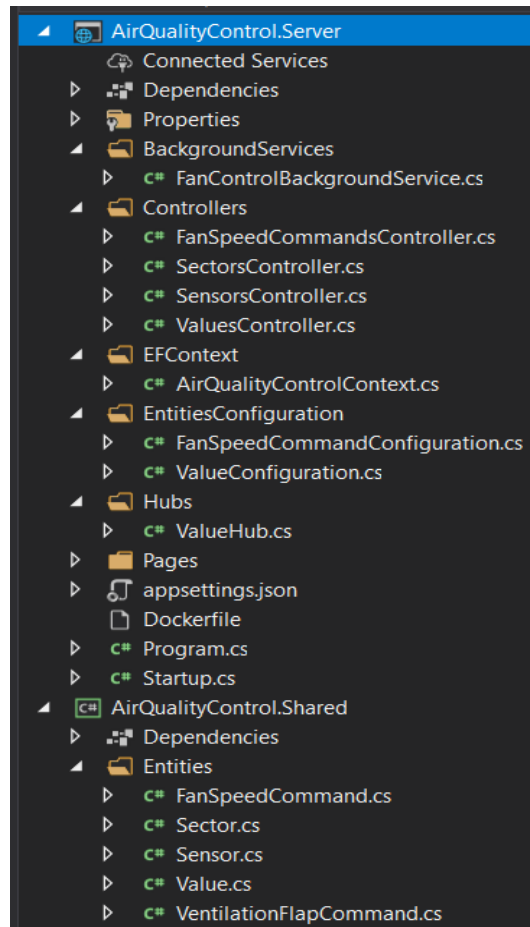 AirQualityControl.Server
Connected Services
Dependencies
Properties
BackgroundServices
C# FanControlBackgroundService.cs
Controllers
C# FanSpeedCommandsController.cs
C# SectorsController.cs
C# SensorsController.cs
C# ValuesController.cs
EFContext
C# AirQualityControlContext.cs
EntitiesConfiguration
C# FanSpeedCommandConfiguration.cs
C# ValueConfiguration.cs
Hubs
C# ValueHub.cs
Pages
appsettings.json
Dockerfile
C# Program.cs
C# Startup.cs
C# AirQualityControl.Shared
Dependencies
Entities
C# FanSpeedCommand.cs
C# Sector.cs
C# Sensor.cs
C# Value.cs
C# VentilationFlapCommand.cs